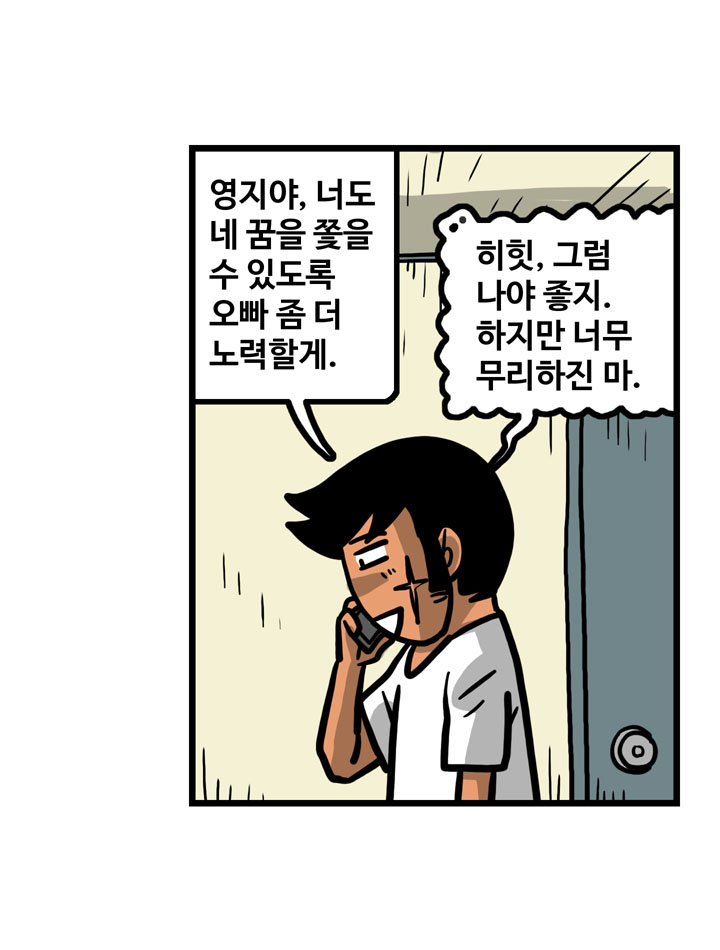 영지야, 너도
네 꿈을 쫓을
수 있도록
오빠 좀 더
노력할게.
히힛, 그럼
나야 좋지.
하지만 너무
무리하진 마.